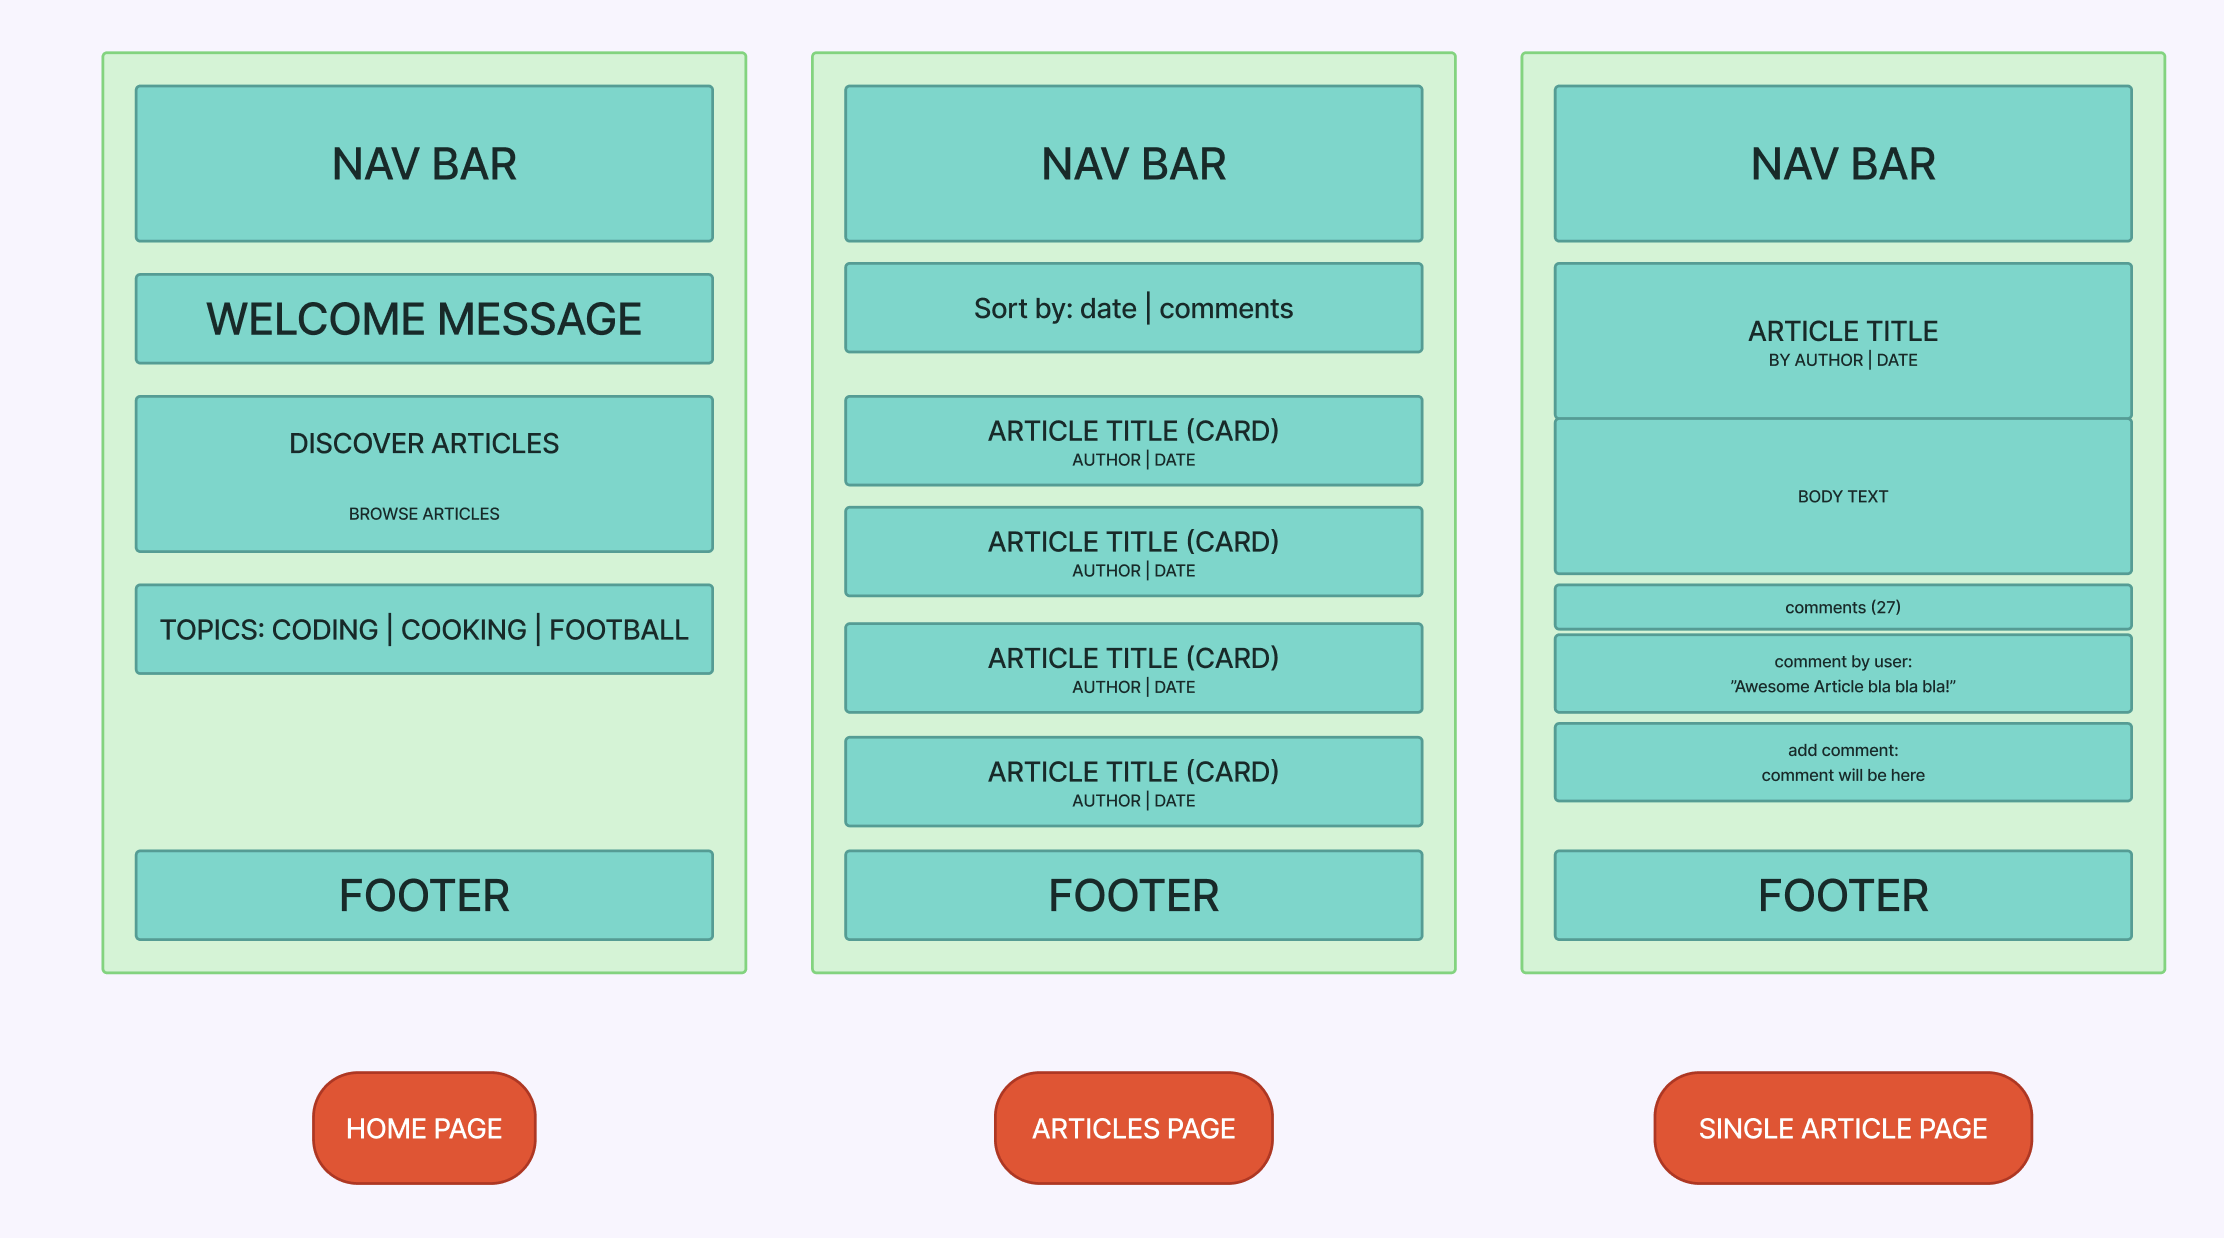 NAV BAR
WELCOME MESSAGE
DISCOVER ARTICLES
BROWSE ARTICLES
TOPICS: CODING | COOKING | FOOTBALL
FOOTER
HOME PAGE
NAV BAR
Sort by: date | comments
ARTICLE TITLE (CARD)
AUTHOR | DATE
ARTICLE TITLE (CARD)
AUTHOR | DATE
ARTICLE TITLE (CARD)
AUTHOR | DATE
ARTICLE TITLE (CARD)
AUTHOR | DATE
FOOTER
ARTICLES PAGE
NAV BAR
ARTICLE TITLE
BY AUTHOR | DATE
BODY TEXT
comments (27)
comment by user:
”Awesome Article bla bla bla!”
add comment:
comment will be here
FOOTER
SINGLE ARTICLE PAGE